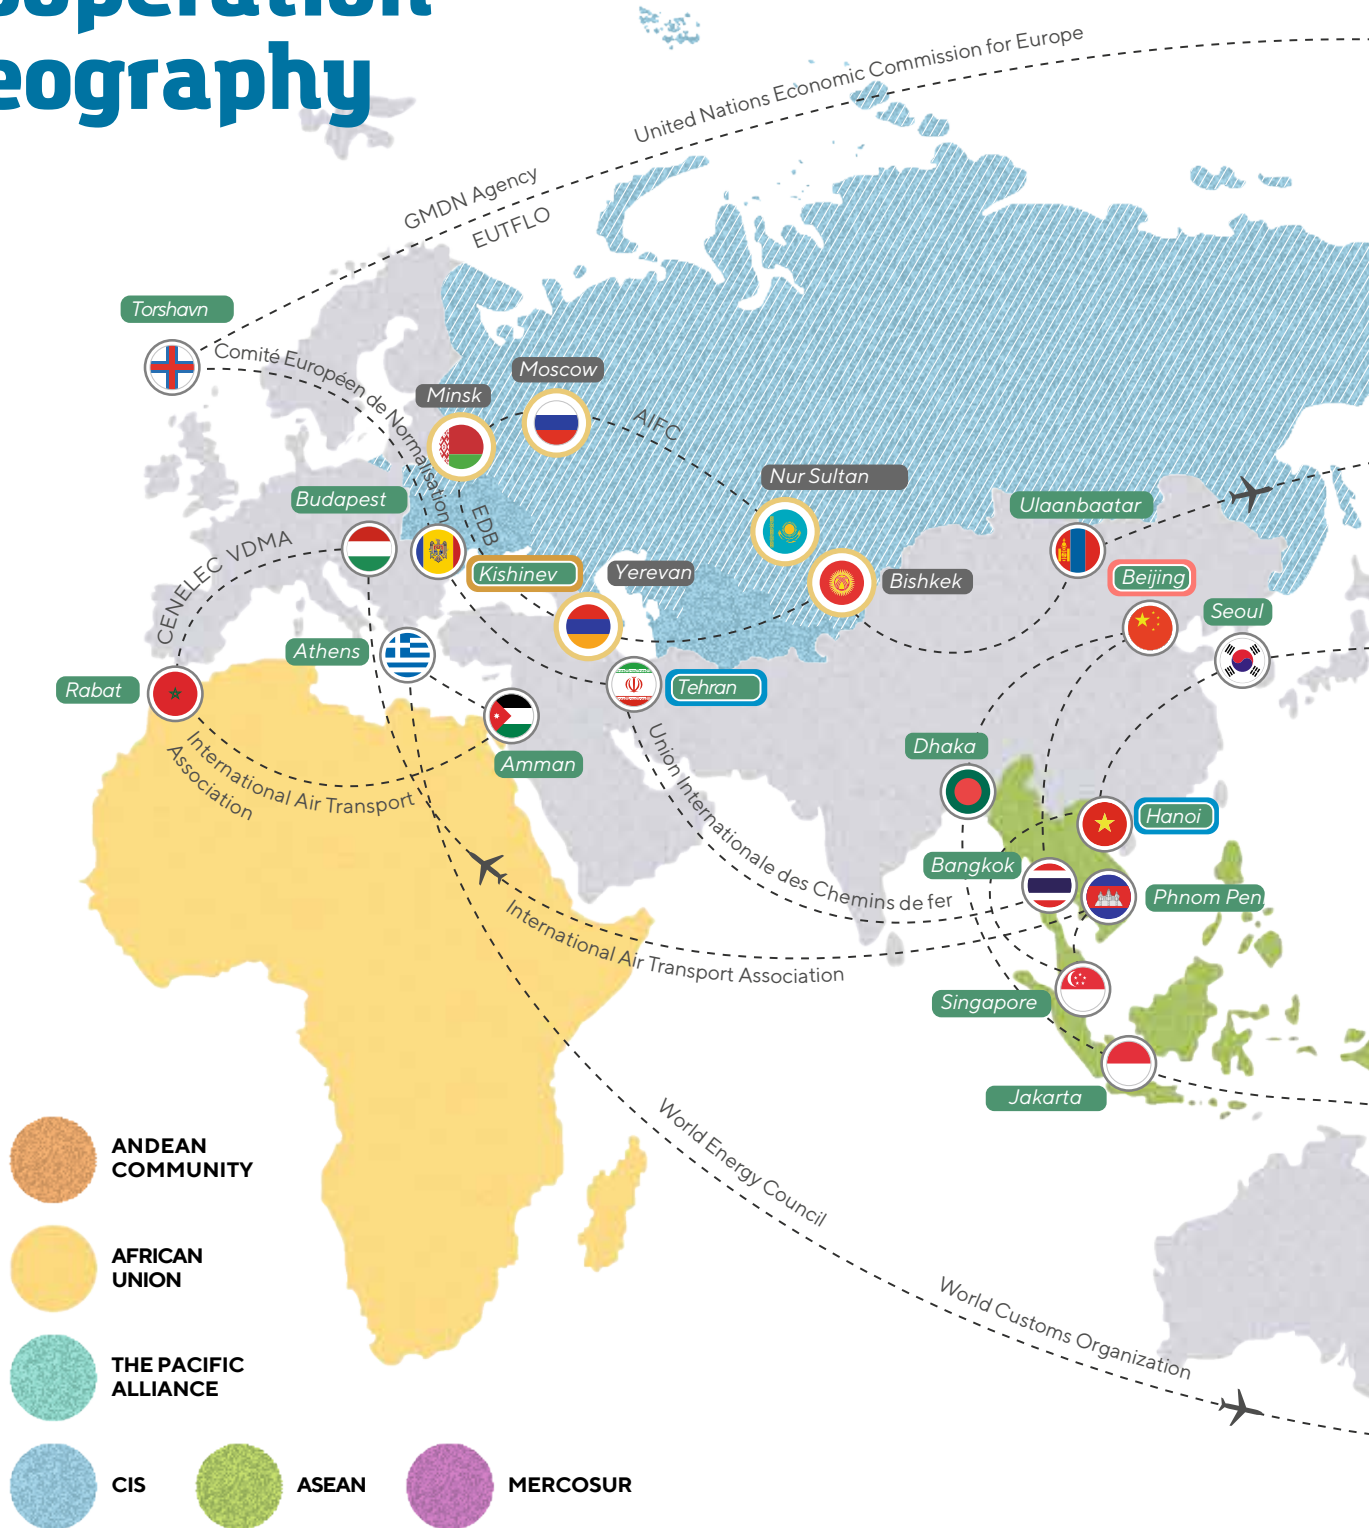 ooperation
eography
United Nations Economic Commission for Europe
GMDN Agency
EUTFLO
Torshavn
Comité Européen de Normalisation
Moscow
Minsk
AIFC
Nur Sultan
Budapest
EDB
Ulaanbaatar
CENELEC VDMA
Kishinev
Yerevan
Bishkek
Beijing
Seoul
Athens
Rabat
Tehran
Amman
International Air Transport
Association
Union Internationale des Chemins de fer
Dhaka
Hanoi
Bangkok
Phnom Pen
International Air Transport Association
Singapore
Jakarta
World Energy Council
World Customs Organization
ANDEAN
COMMUNITY
AFRICAN
UNION
THE PACIFIC
ALLIANCE
CIS
ASEAN
MERCOSUR